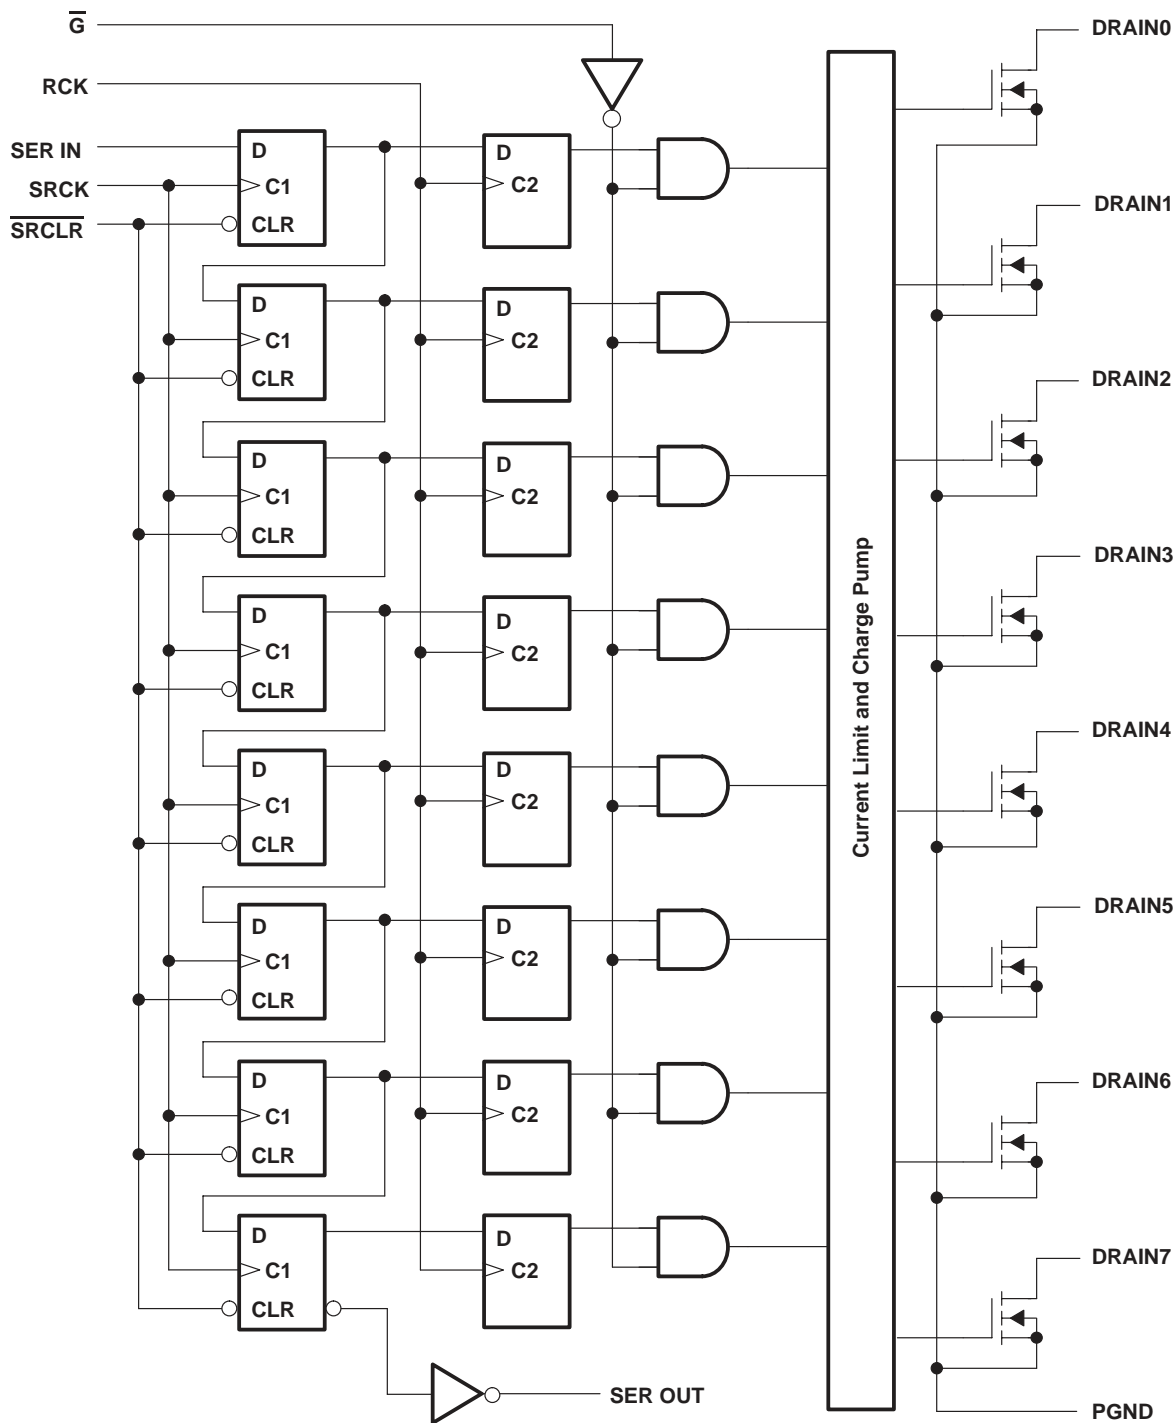 G̅
DRAIN0
RCK
SER IN
SRCK
S̅R̅C̅L̅R̅
D
C1
CLR
D
C2
DRAIN1
D
C1
CLR
D
C2
DRAIN2
D
C1
CLR
D
C2
DRAIN3
D
C1
CLR
D
C2
Current Limit and Charge Pump
DRAIN4
D
C1
CLR
D
C2
DRAIN5
D
C1
CLR
D
C2
DRAIN6
D
C1
CLR
D
C2
DRAIN7
D
C1
CLR
D
C2
SER OUT
PGND